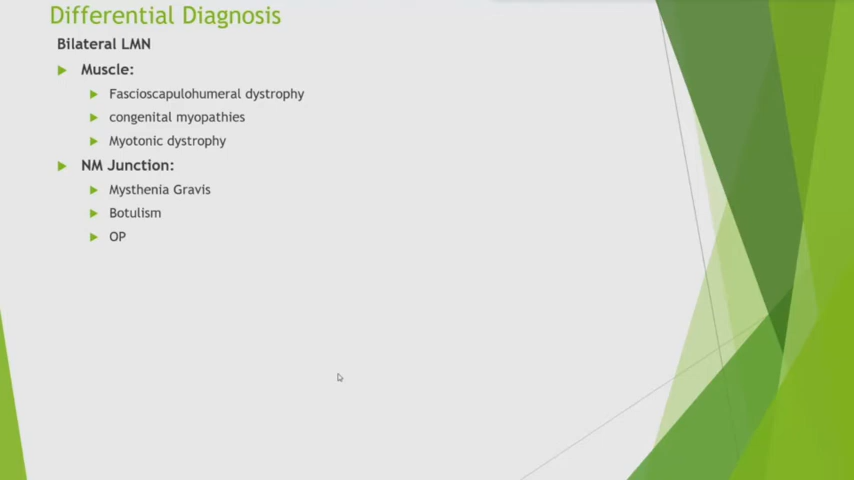 Differential Diagnosis
Bilateral LMN
Muscle:
Fascioscapulohumeral dystrophy
congenital myopathies
Myotonic dystrophy
NM Junction:
Mysthenia Gravis
Botulism
OP